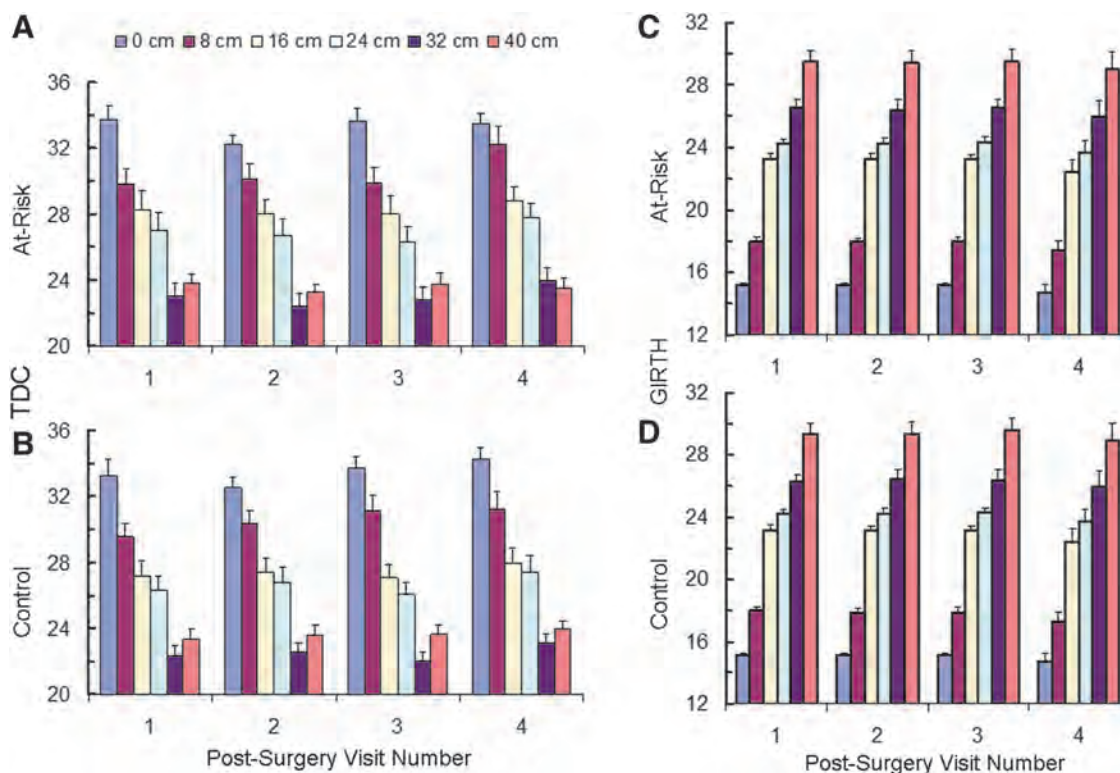 A
0 cm 8 cm 16 cm 24 cm 32 cm 40 cm
36
32
28
24
20
At-Risk
1 2 3 4
TDC
B
36
32
28
24
20
Control
1 2 3 4
Post-Surgery Visit Number
C
32
28
24
20
16
12
At-Risk
1 2 3 4
GIRTH
D
32
28
24
20
16
12
Control
1 2 3 4
Post-Surgery Visit Number